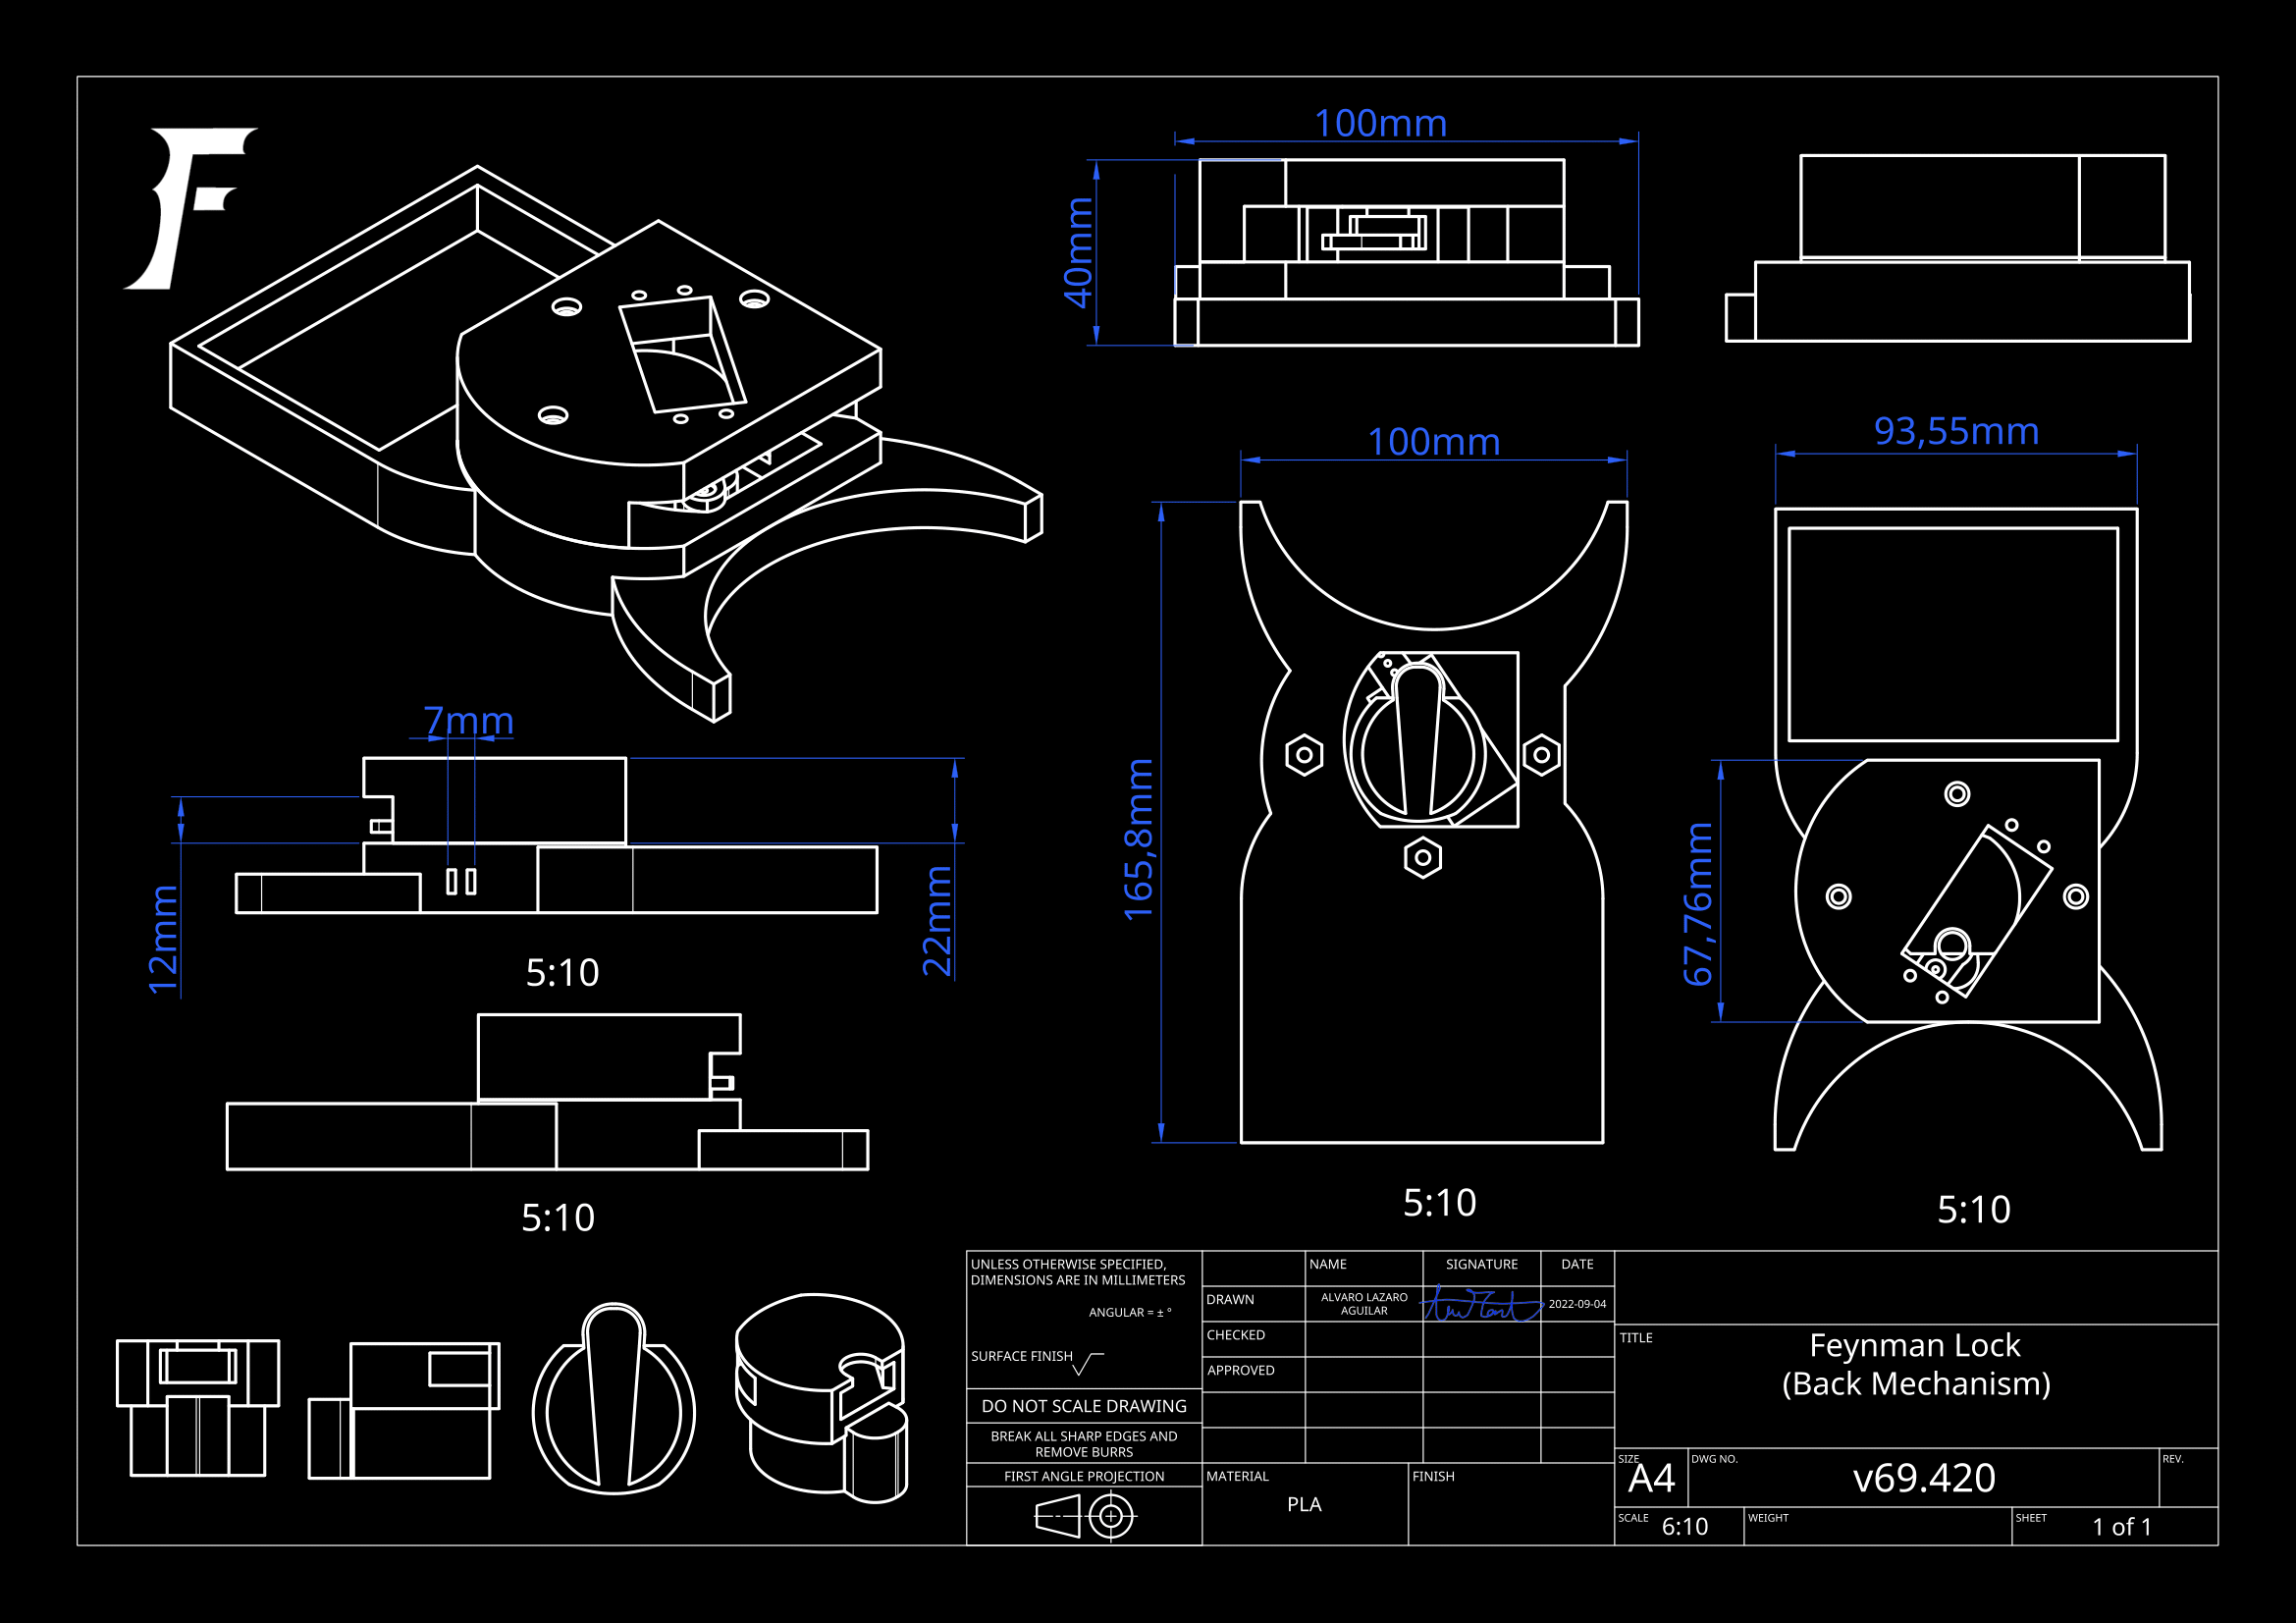 F
100mm
40mm
100mm
93,55mm
7mm
12mm
22mm
165,8mm
67,76mm
5:10
5:10
5:10
5:10
UNLESS OTHERWISE SPECIFIED,
DIMENSIONS ARE IN MILLIMETERS
ANGULAR = ± °
SURFACE FINISH
DO NOT SCALE DRAWING
BREAK ALL SHARP EDGES AND
REMOVE BURRS
FIRST ANGLE PROJECTION
NAME
SIGNATURE
DATE
DRAWN
ALVARO LAZARO
AGUILAR
2022-09-04
CHECKED
APPROVED
MATERIAL
PLA
FINISH
TITLE
Feynman Lock
(Back Mechanism)
SIZE
A4
DWG NO.
v69.420
REV.
SCALE
6:10
WEIGHT
SHEET
1 of 1